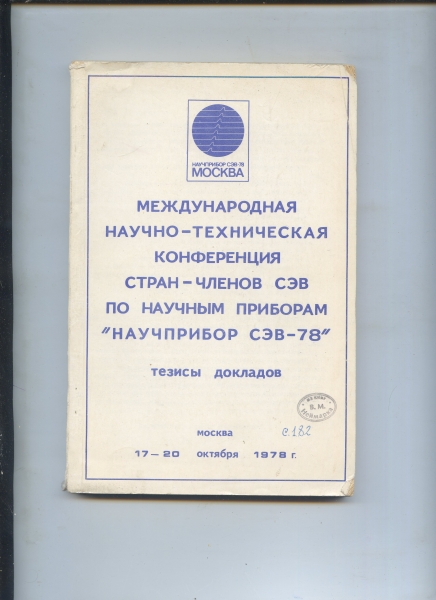 НАУЧПРИБОР СЭВ-78
МОСКВА
МЕЖДУНАРОДНАЯ
НАУЧНО-ТЕХНИЧЕСКАЯ
КОНФЕРЕНЦИЯ
СТРАН-ЧЛЕНОВ СЭВ
ПО НАУЧНЫМ ПРИБОРАМ
"НАУЧПРИБОР СЭВ-78"
тезисы докладов
В. М.
москва
с.182
17—20 октября 1978 г.